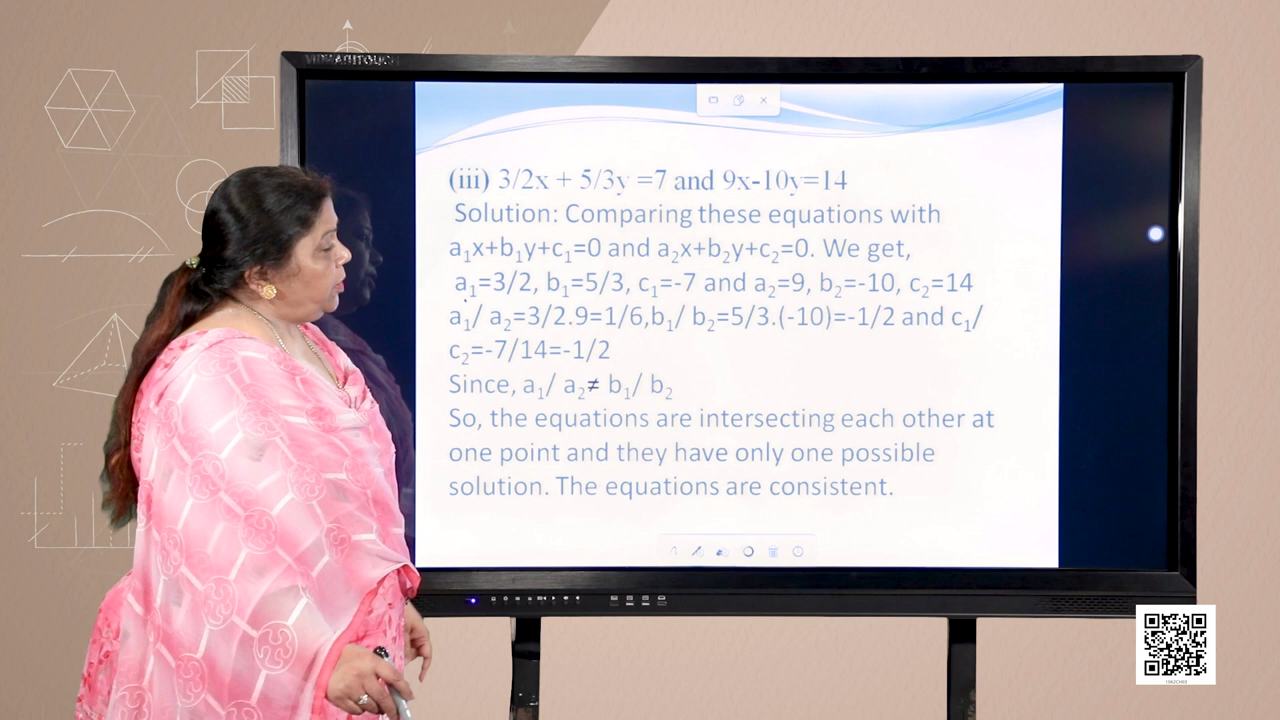 (iii) 3/2x + 5/3y =7 and 9x-10y=14
Solution: Comparing these equations with
a₁x+b₁y+c₁=0 and a₂x+b₂y+c₂=0. We get,
a₁=3/2, b₁=5/3, c₁=-7 and a₂=9, b₂=-10, c₂=14
a₁/ a₂=3/2.9=1/6,b₁/ b₂=5/3.(-10)=-1/2 and c₁/
c₂=-7/14=-1/2
Since, a₁/ a₂≠ b₁/ b₂
So, the equations are intersecting each other at
one point and they have only one possible
solution. The equations are consistent.